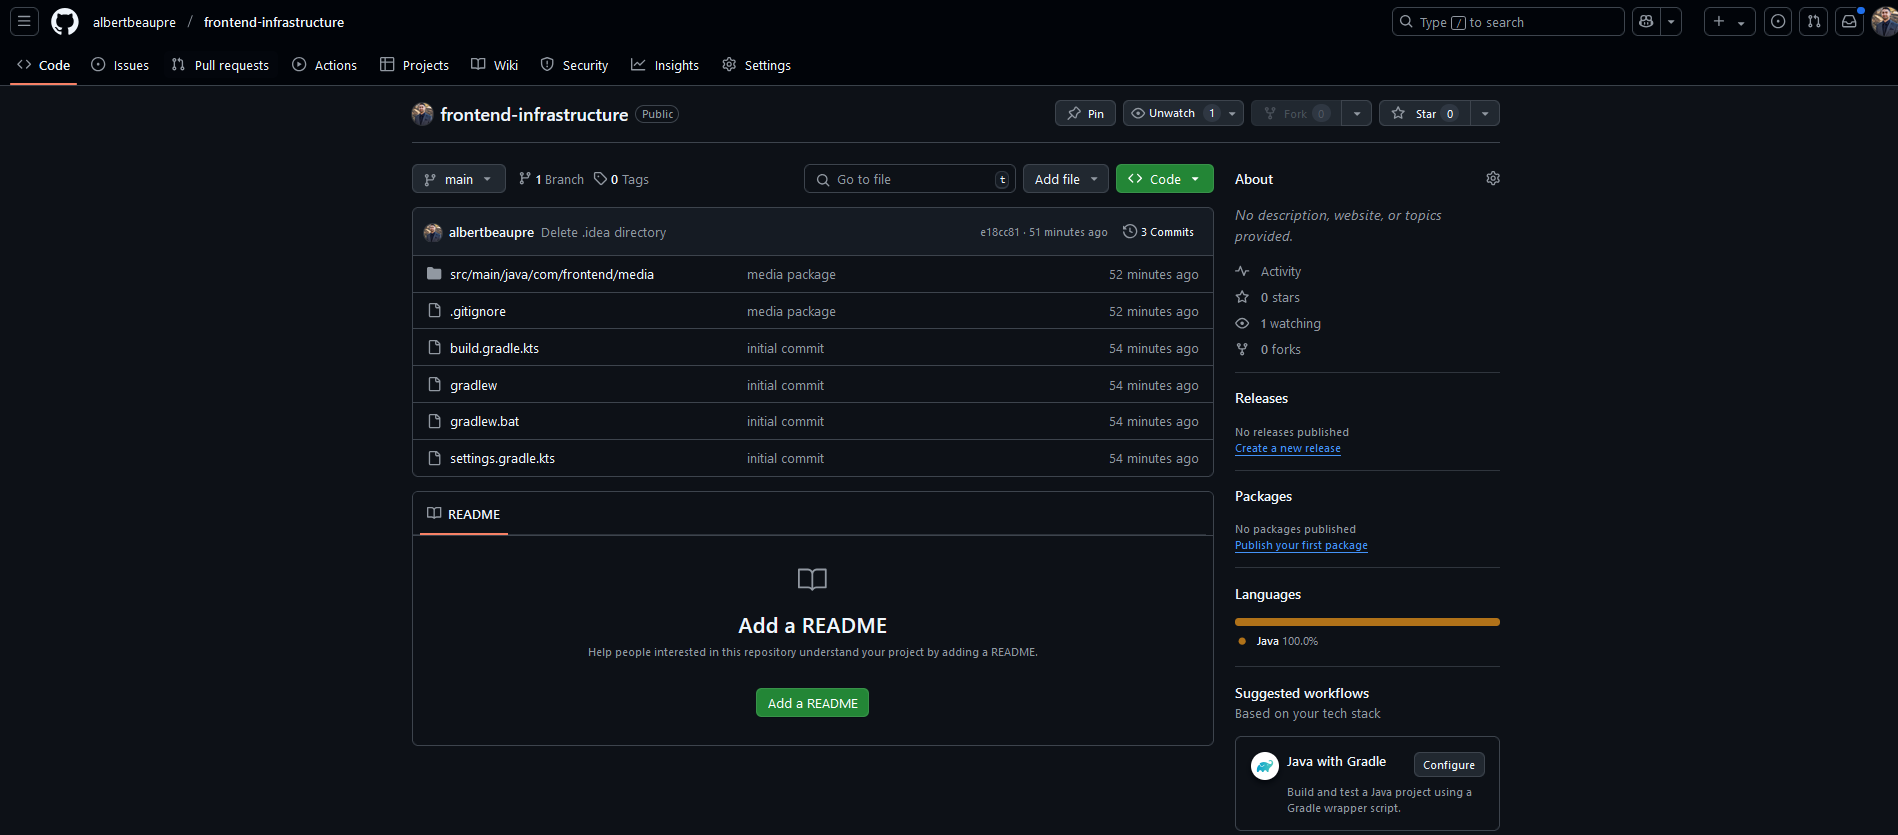 albertbeaupre / frontend-infrastructure
Type / to search
Code
Issues
Pull requests
Actions
Projects
Wiki
Security
Insights
Settings
frontend-infrastructure Public
Pin
Unwatch 1
Fork 0
Star 0
main
1 Branch
0 Tags
Go to file t
Add file
Code
albertbeaupre Delete .idea directory
e18cc81 · 51 minutes ago
3 Commits
src/main/java/com/frontend/media media package 52 minutes ago
.gitignore media package 52 minutes ago
build.gradle.kts initial commit 54 minutes ago
gradlew initial commit 54 minutes ago
gradlew.bat initial commit 54 minutes ago
settings.gradle.kts initial commit 54 minutes ago
README
Add a README
Help people interested in this repository understand your project by adding a README.
Add a README
About
No description, website, or topics
provided.
Activity
0 stars
1 watching
0 forks
Releases
No releases published
Create a new release
Packages
No packages published
Publish your first package
Languages
Java 100.0%
Suggested workflows
Based on your tech stack
Java with Gradle
Configure
Build and test a Java project using a
Gradle wrapper script.